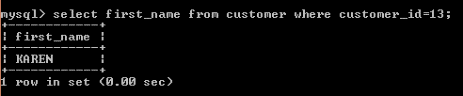 mysql> select first_name from customer where customer_id=13;
+------------+
| first_name |
+------------+
| KAREN      |
+------------+
1 row in set (0.00 sec)